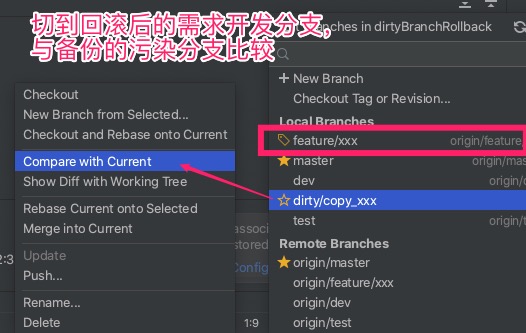 切到回滚后的需求开发分支，
与备份的污染分支比较
nches in dirtyBranchRollback
New Branch
Checkout Tag or Revision...
Local Branches
feature/xxx origin/feature/
master origin/mas
dev origin
dirty/copy_xxx
test origin
Remote Branches
origin/master
origin/feature/xxx
origin/dev
origin/test
Checkout
New Branch from Selected...
Checkout and Rebase onto Current
Compare with Current
Show Diff with Working Tree
Rebase Current onto Selected
Merge into Current
Update
Push...
Rename...
Delete
associ
stored
Config
2:3
1:9